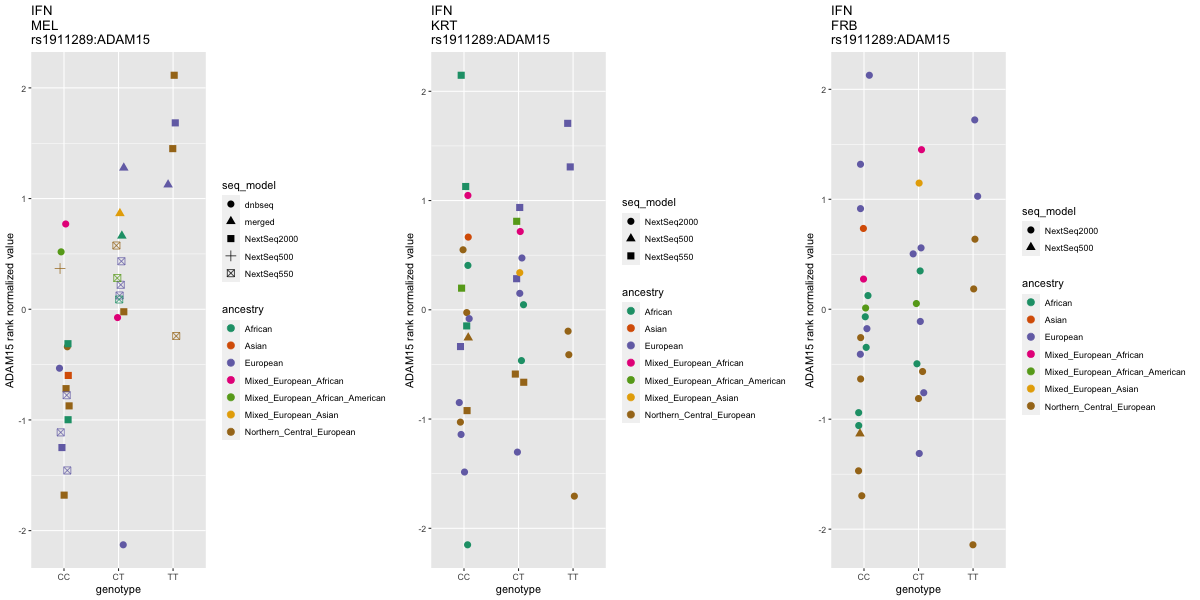 IFN
MEL
rs1911289:ADAM15
ADAM15 rank normalized value
2
1
0
-1
-2
CC
CT
TT
genotype
seq_model
dnbseq
merged
NextSeq2000
NextSeq500
NextSeq550
ancestry
African
Asian
European
Mixed_European_African
Mixed_European_African_American
Mixed_European_Asian
Northern_Central_European
IFN
KRT
rs1911289:ADAM15
ADAM15 rank normalized value
2
1
0
-1
-2
CC
CT
TT
genotype
seq_model
NextSeq2000
NextSeq500
NextSeq550
ancestry
African
Asian
European
Mixed_European_African
Mixed_European_African_American
Mixed_European_Asian
Northern_Central_European
IFN
FRB
rs1911289:ADAM15
ADAM15 rank normalized value
2
1
0
-1
-2
CC
CT
TT
genotype
seq_model
NextSeq2000
NextSeq500
ancestry
African
Asian
European
Mixed_European_African
Mixed_European_African_American
Mixed_European_Asian
Northern_Central_European